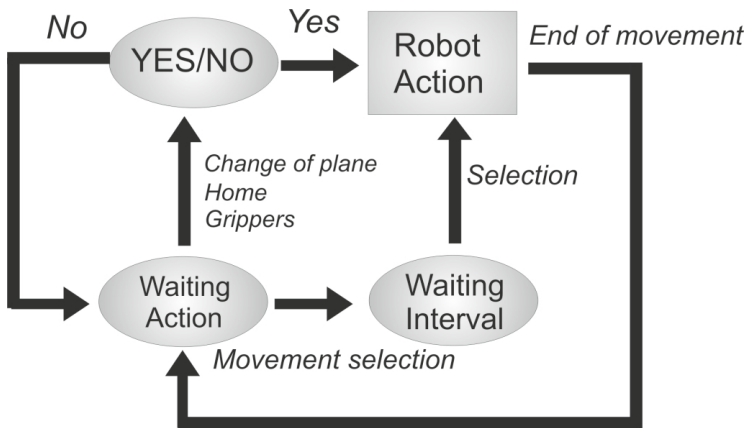 No
YES/NO
Yes
Robot
Action
End of movement
Change of plane
Home
Grippers
Selection
Waiting
Action
Waiting
Interval
Movement selection